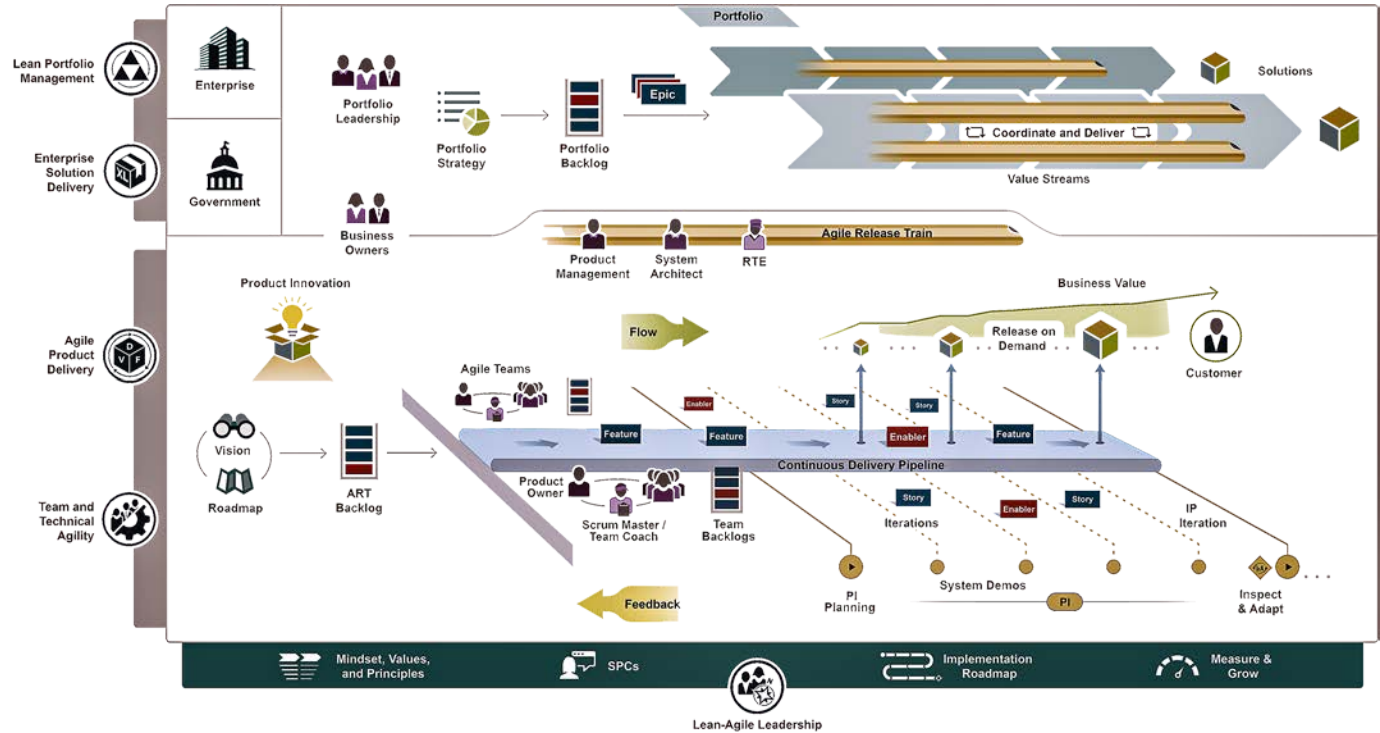 Portfolio
Lean Portfolio
Management
Enterprise
Portfolio
Leadership
Epic
Solutions
Portfolio
Strategy
Portfolio
Backlog
Coordinate and Deliver
Value Streams
Enterprise
Solution
Delivery
XL
Government
Business
Owners
Agile Release Train
Product
Management
System
Architect
RTE
Product Innovation
Business Value
Agile
Product
Delivery
D
V F
Flow
Release on
Demand
Customer
Agile Teams
Enabler
Story
Story
Feature
Feature
Enabler
Feature
Vision
Roadmap
ART
Backlog
Continuous Delivery Pipeline
Product
Owner
Scrum Master /
Team Coach
Team
Backlogs
Story
Iterations
Enabler
Story
IP
Iteration
Team and
Technical
Agility
PI
Planning
System Demos
PI
Inspect
& Adapt
Feedback
Mindset, Values,
and Principles
SPCs
Implementation
Roadmap
Measure &
Grow
Lean-Agile Leadership